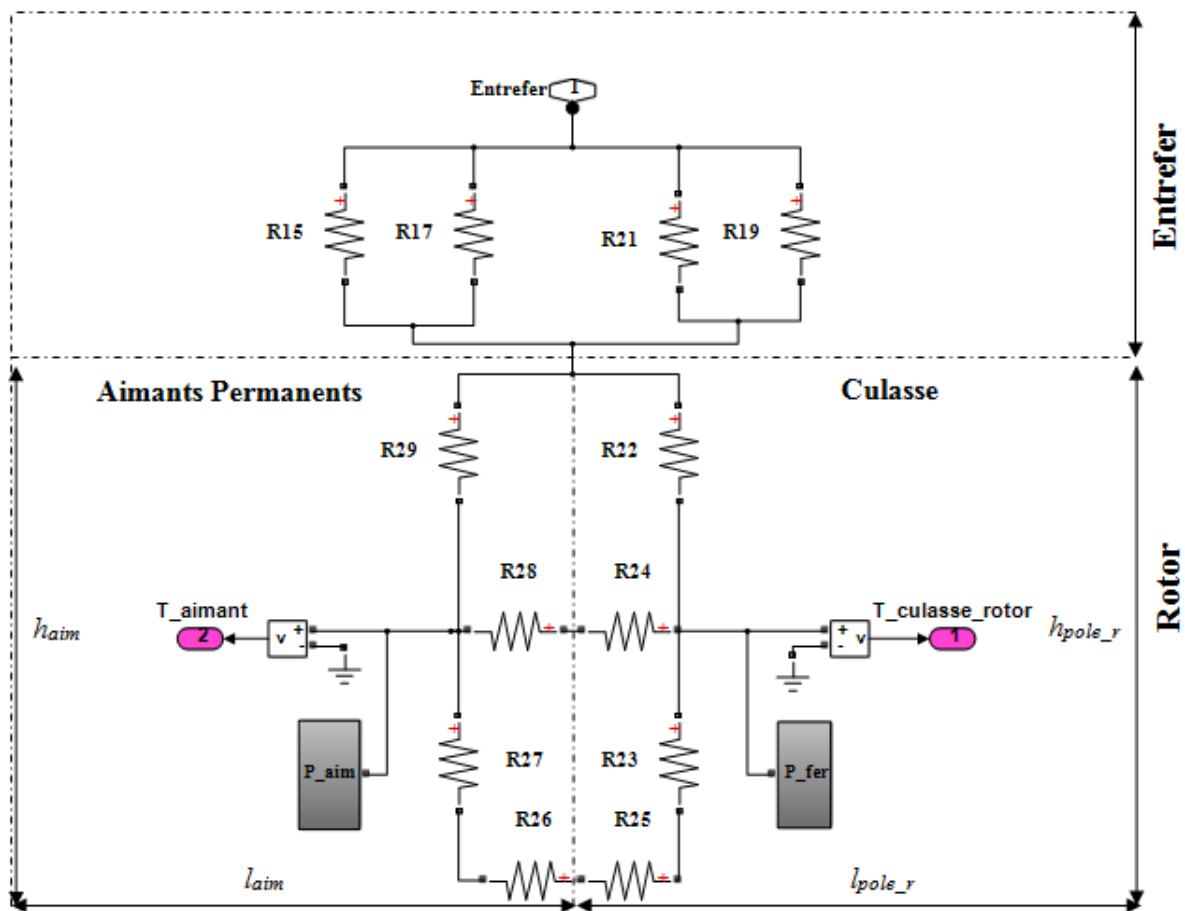 Entrefer 1
Entrefer
R15
R17
R21
R19
Aimants Permanents
Culasse
R29
R22
R28
R24
T_aimant
2
v
+
-
T_culasse_rotor
1
+
-
v
h_aim
h_pole_r
Rotor
P_aim
R27
R23
P_fer
R26
R25
l_aim
l_pole_r
+
+
+
+
+
+
+
+
+
+
+
+